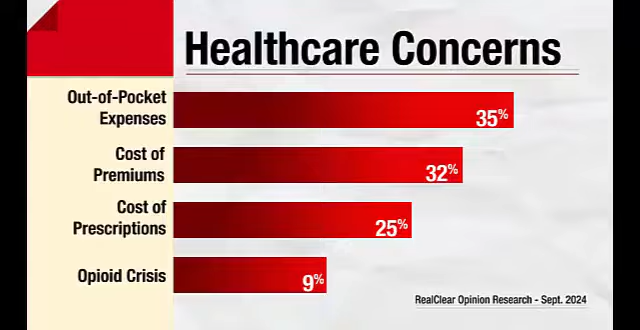 Healthcare Concerns
Out-of-Pocket
Expenses
35%
Cost of
Premiums
32%
Cost of
Prescriptions
25%
Opioid Crisis
9%
RealClear Opinion Research - Sept. 2024